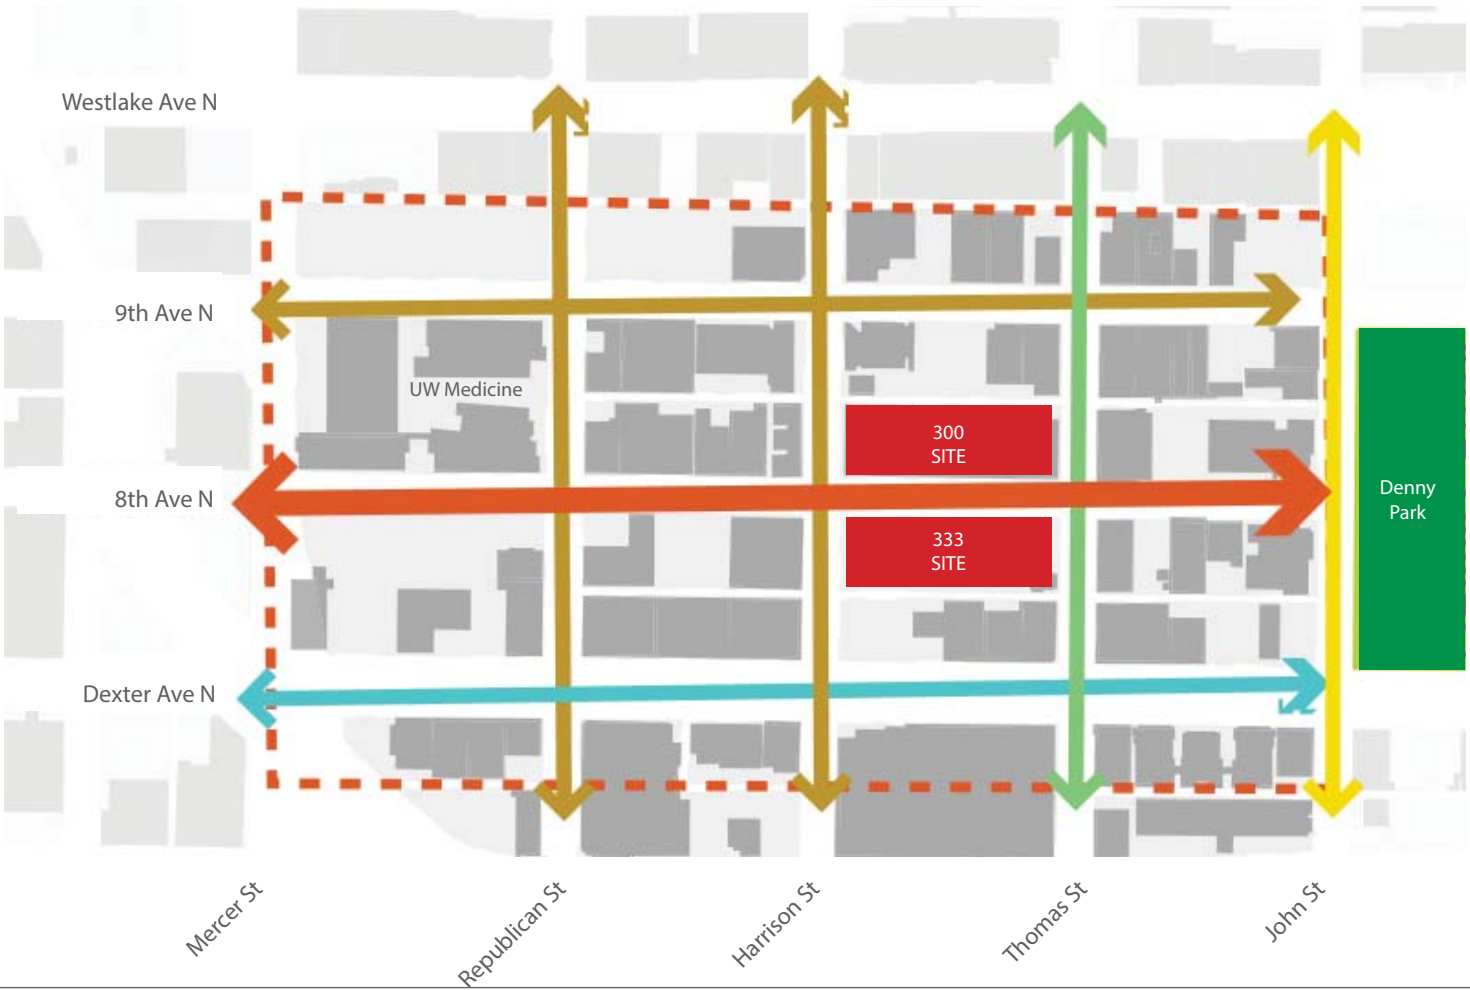 Westlake Ave N
9th Ave N
UW Medicine
300
SITE
8th Ave N
Denny
Park
333
SITE
Dexter Ave N
Mercer St
Republican St
Harrison St
Thomas St
John St